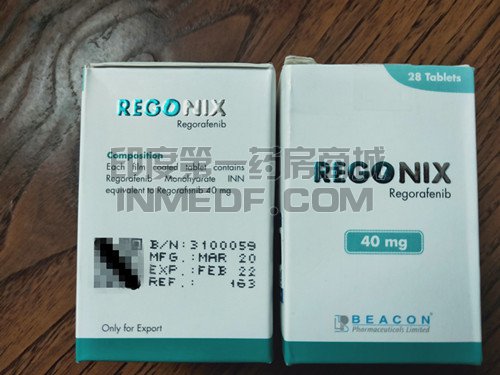 REGONIX
Regorafenib
Composition
Each film coated tablet contains
Regorafenib Monohydrate INN
equivalent to Regorafenib 40 mg
B/N: 3100059
MFG.: MAR 20
EXP.: FEB 22
REF.: 163
Only for Export
28 Tablets
REGONIX
Regorafenib
40 mg
BEACON
Pharmaceuticals Limited
印度第一药房商城
INMEDF.COM